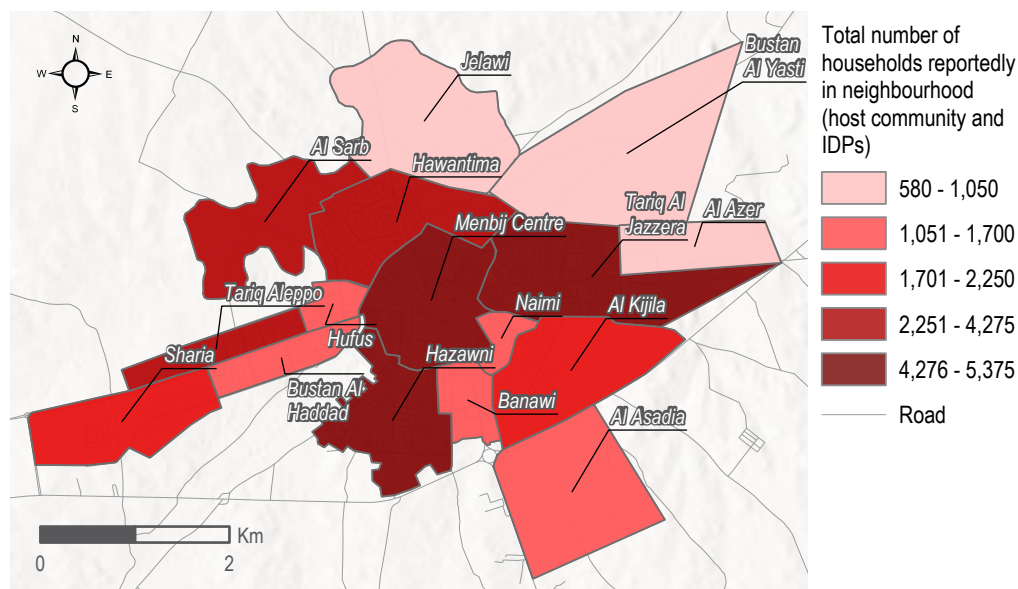 N
W
E
S
Jelawi
Bustan
Al Yasti
Al Sarb
Hawantima
Tariq Al
Jazzera
Al Azer
Menbij Centre
Tariq Aleppo
Naimi
Al Kijila
Hufus
Sharia
Hazawni
Bustan Al-
Haddad
Banawi
Al Asadia
Km
0
2
Total number of
households reportedly
in neighbourhood
(host community and
IDPs)
580 - 1,050
1,051 - 1,700
1,701 - 2,250
2,251 - 4,275
4,276 - 5,375
Road